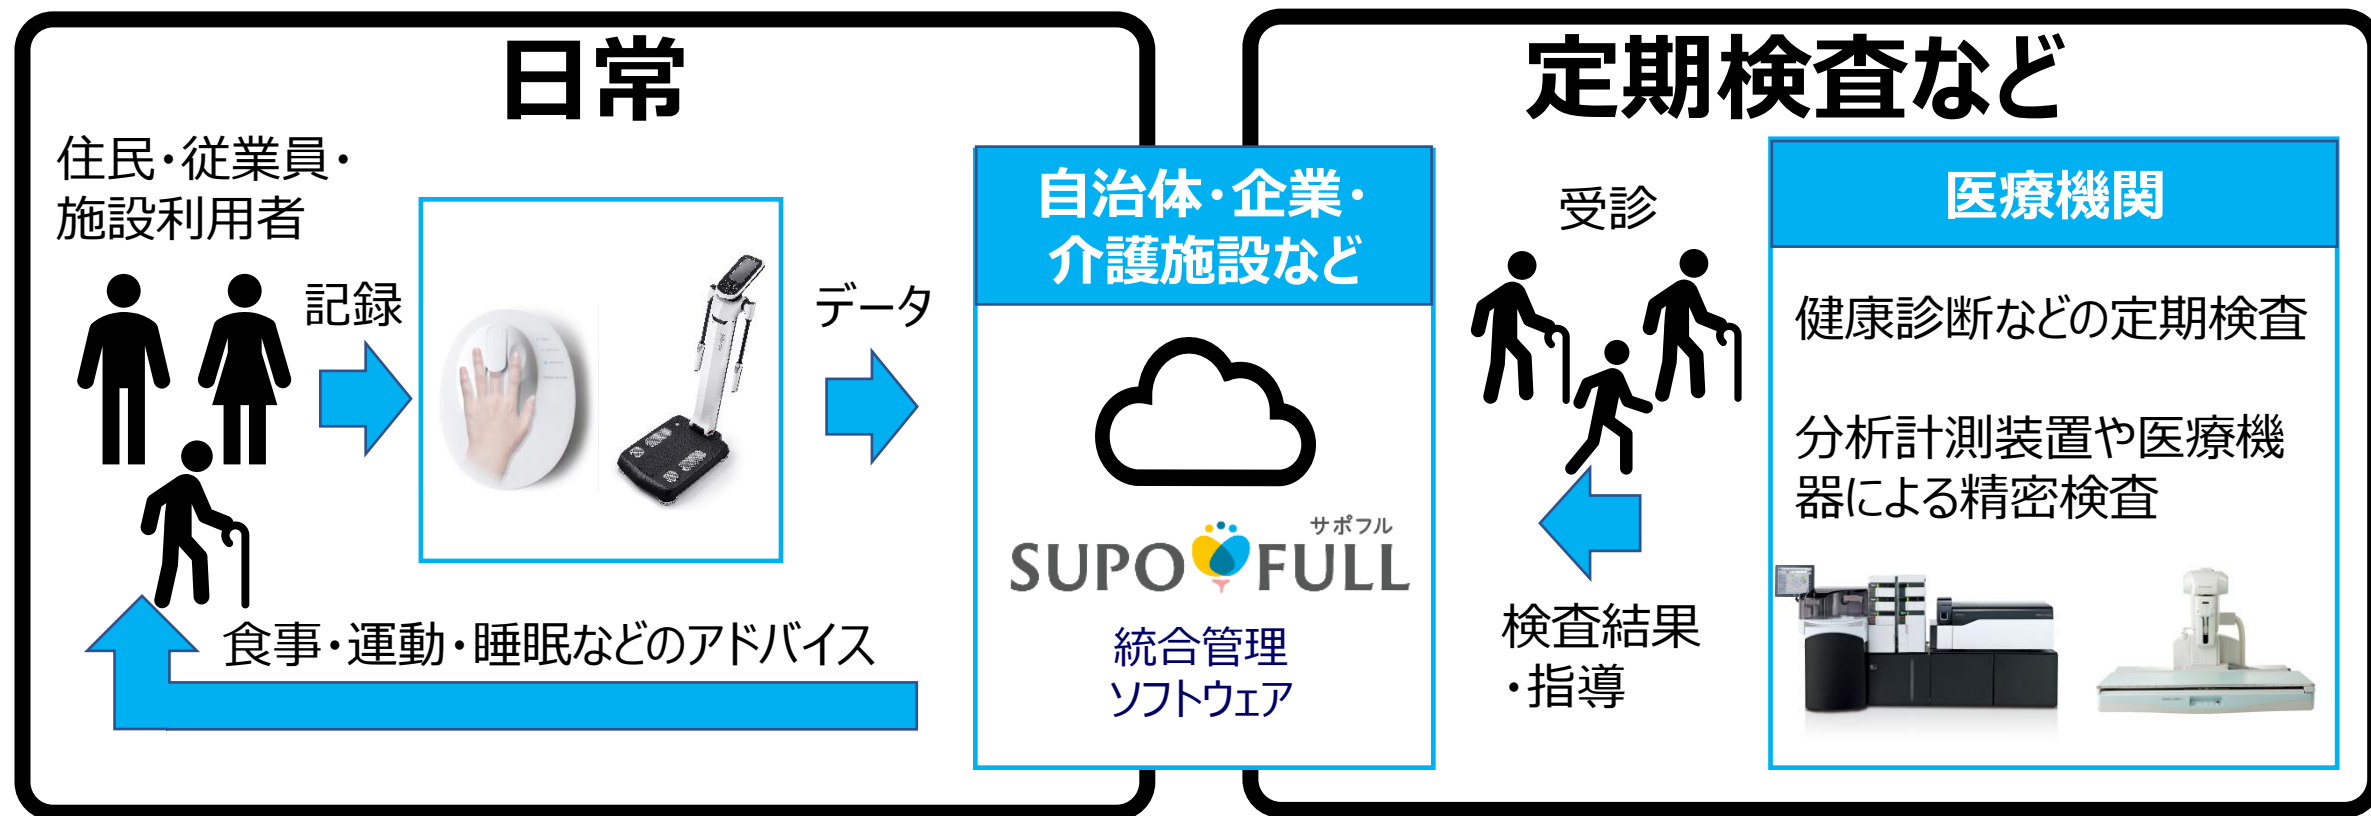 日常
住民・従業員・
施設利用者
記録
データ
食事・運動・睡眠などのアドバイス
自治体・企業・
介護施設など
サポフル
SUPO FULL
統合管理
ソフトウェア
定期検査など
受診
検査結果
・指導
医療機関
健康診断などの定期検査
分析計測装置や医療機
器による精密検査